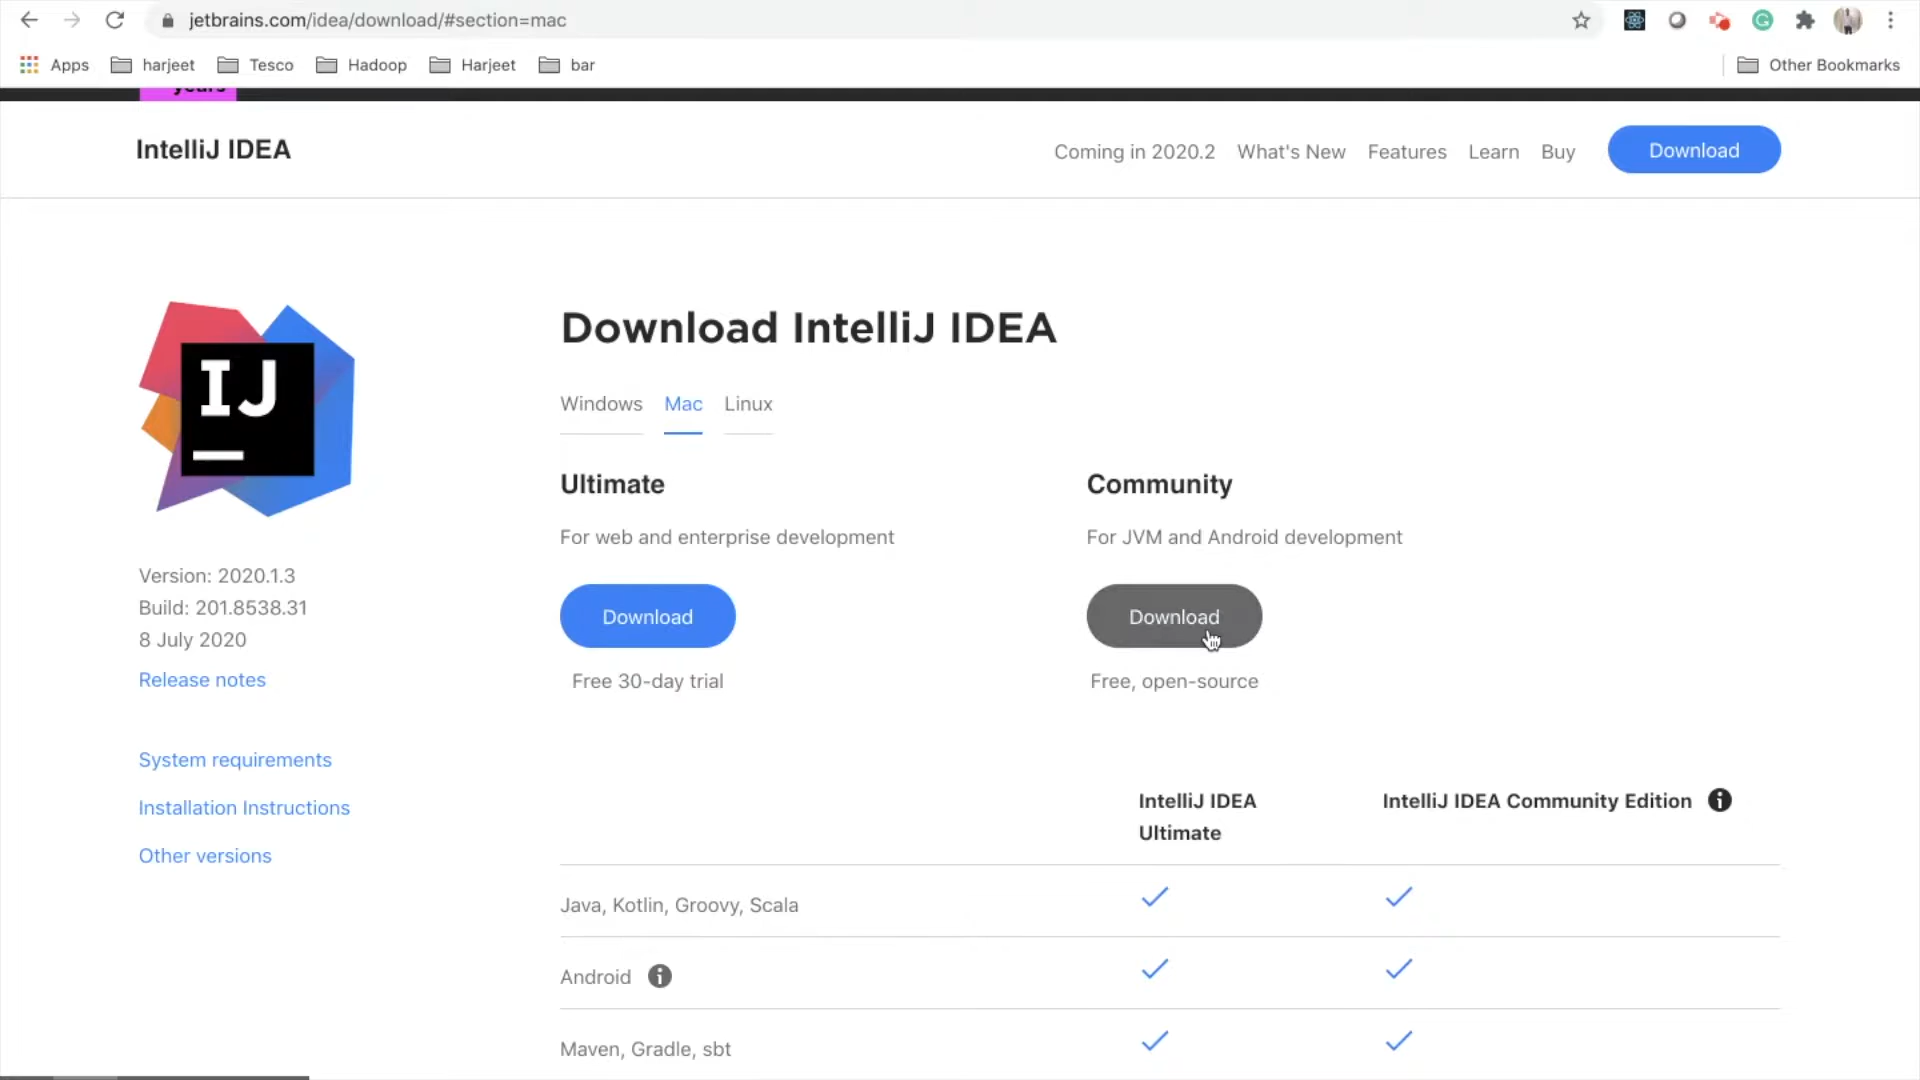 jetbrains.com/idea/download/#section=mac
Apps harjeet Tesco Hadoop Harjeet bar Other Bookmarks
years
IntelliJ IDEA Coming in 2020.2 What's New Features Learn Buy Download
IJ
Download IntelliJ IDEA
Windows Mac Linux
Ultimate Community
For web and enterprise development For JVM and Android development
Download Download
Free 30-day trial Free, open-source
Version: 2020.1.3
Build: 201.8538.31
8 July 2020
Release notes
System requirements
Installation Instructions
Other versions
IntelliJ IDEA Ultimate IntelliJ IDEA Community Edition
Java, Kotlin, Groovy, Scala
Android
Maven, Gradle, sbt